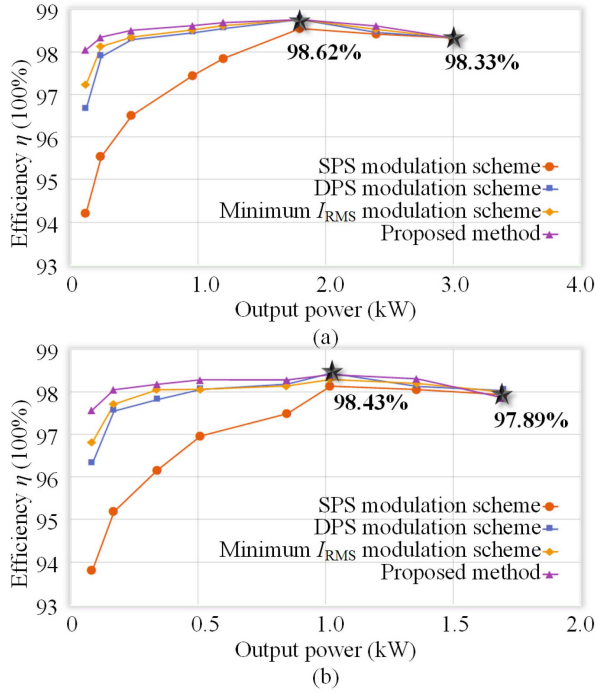 99
98
97
96
95
94
93
Efficiency η (100%)
98.62%
98.33%
SPS modulation scheme
DPS modulation scheme
Minimum I_RMS modulation scheme
Proposed method
0 1.0 2.0 3.0 4.0
Output power (kW)
(a)
99
98
97
96
95
94
93
Efficiency η (100%)
98.43%
97.89%
SPS modulation scheme
DPS modulation scheme
Minimum I_RMS modulation scheme
Proposed method
0 0.5 1.0 1.5 2.0
Output power (kW)
(b)